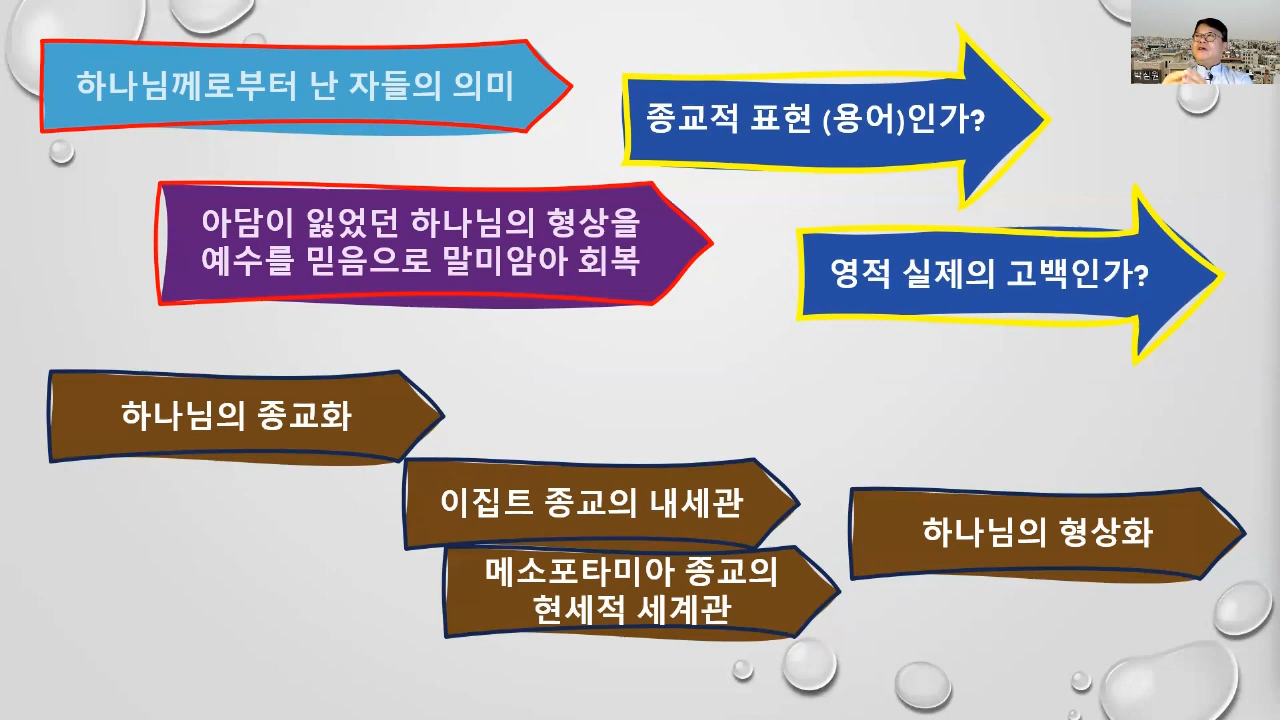 하나님께로부터 난 자들의 의미
종교적 표현 (용어)인가?
아담이 잃었던 하나님의 형상을
예수를 믿음으로 말미암아 회복
영적 실제의 고백인가?
하나님의 종교화
이집트 종교의 내세관
메소포타미아 종교의
현세적 세계관
하나님의 형상화